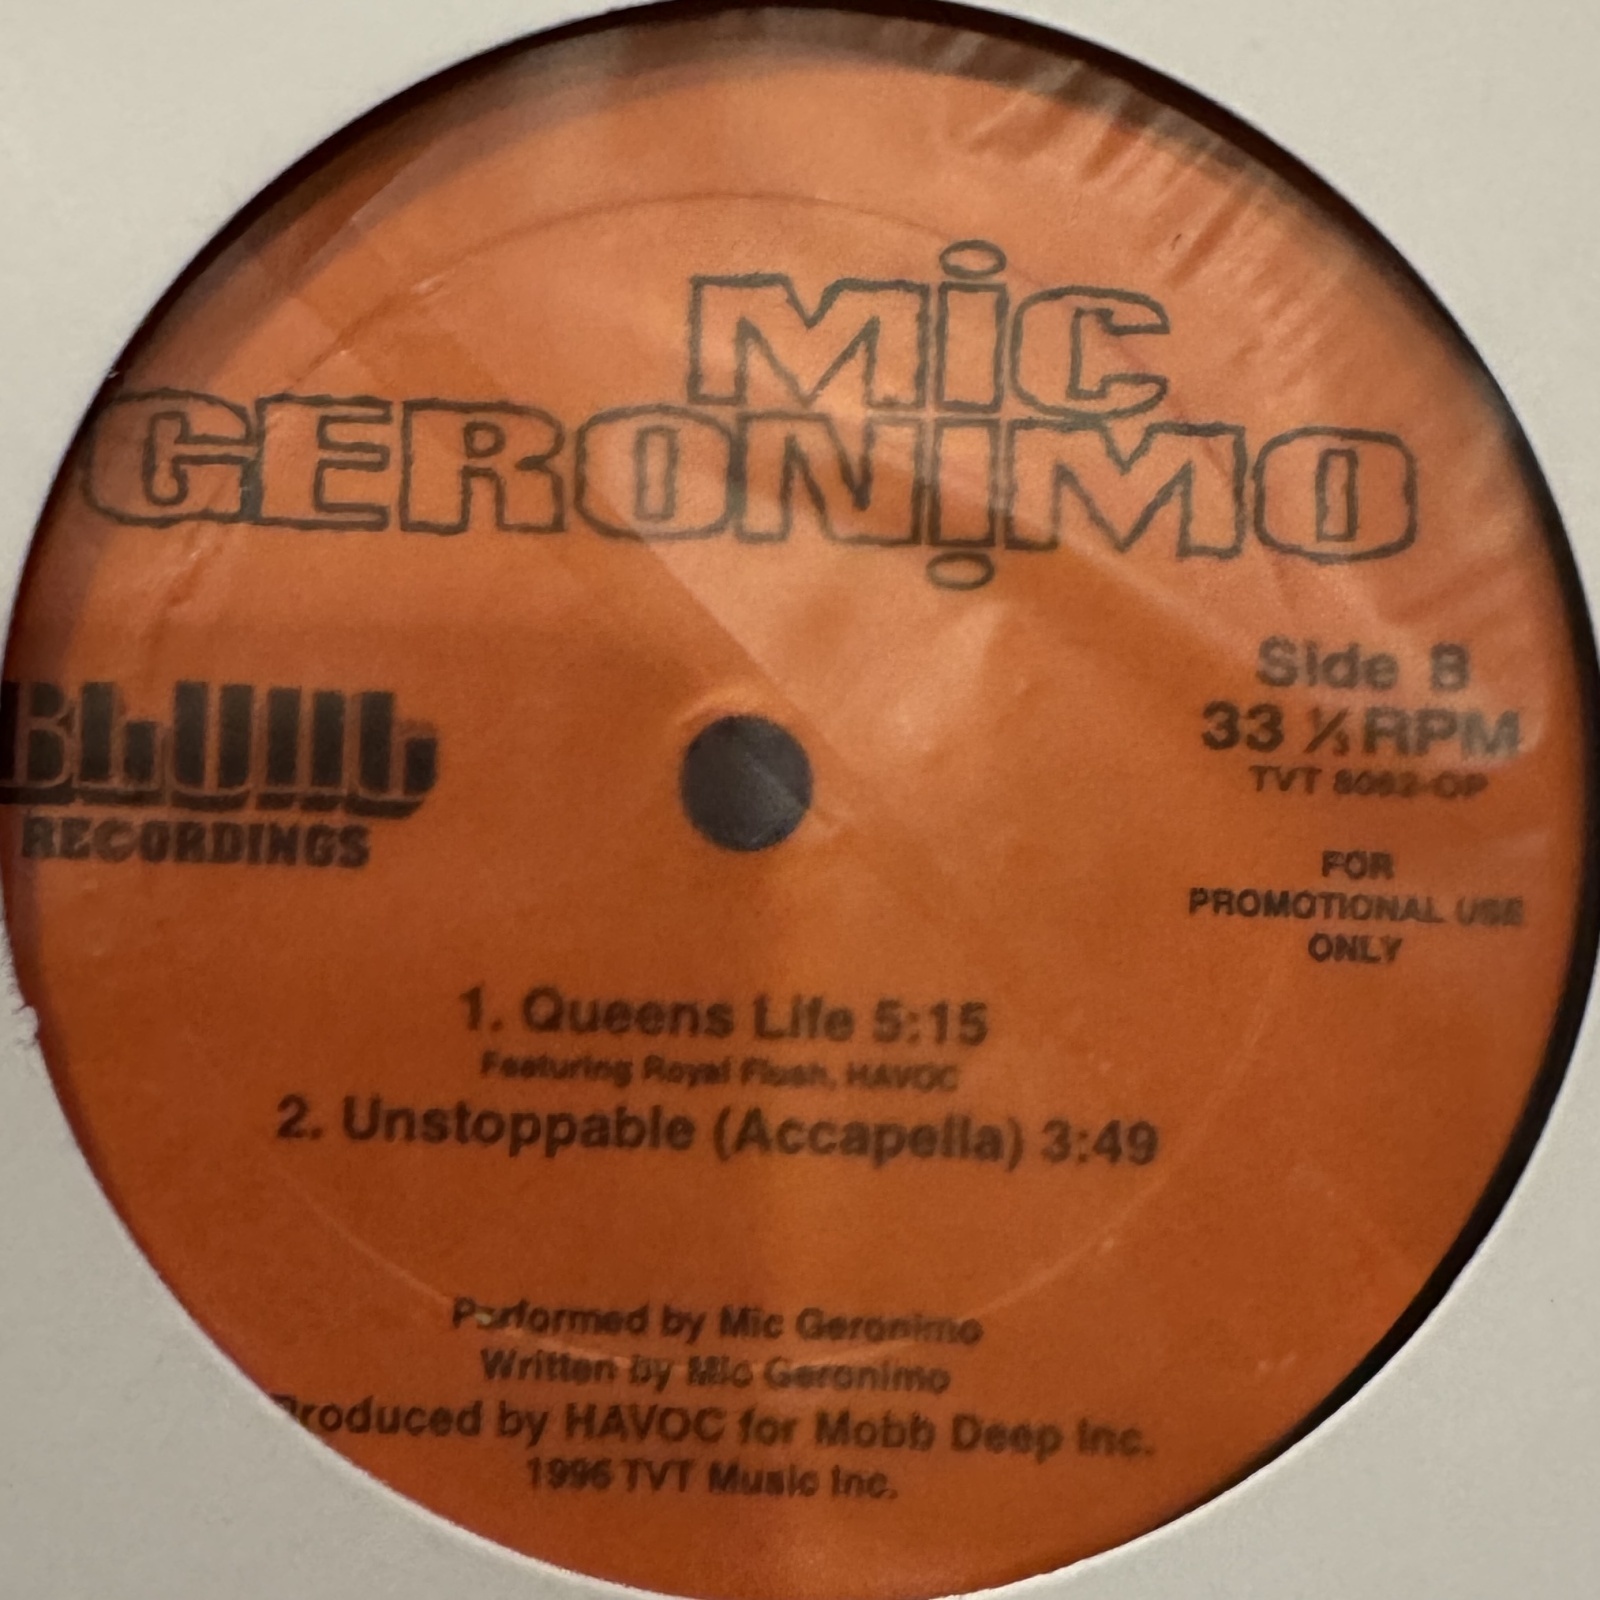 MiC
GERONiMO
BLUNT
RECORDINGS
Side B
33 ⅓ RPM
TVT 8062-OP
FOR
PROMOTIONAL USE
ONLY
1. Queens Life 5:15
Featuring Royal Flush, HAVOC
2. Unstoppable (Accapella) 3:49
Performed by Mic Geronimo
Written by Mic Geronimo
Produced by HAVOC for Mobb Deep Inc.
1996 TVT Music Inc.